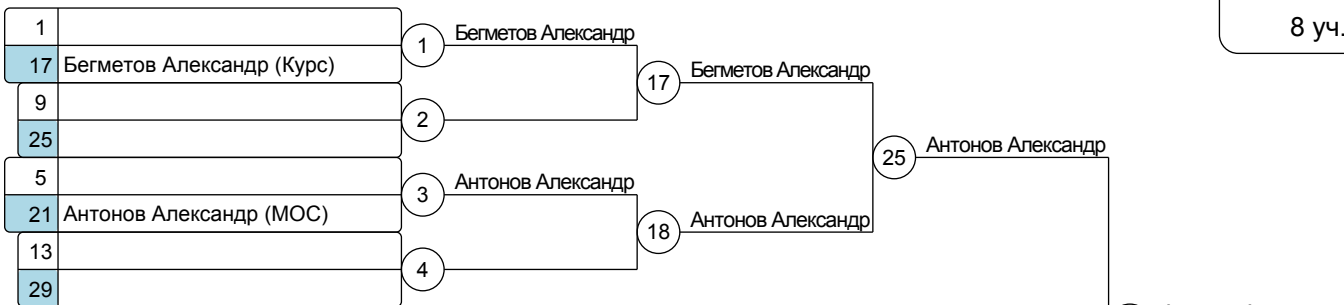 8 уч.
1
17 Бегметов Александр (Курс)
1 Бегметов Александр
9
25
2
17 Бегметов Александр
5
21 Антонов Александр (МОС)
3 Антонов Александр
13
29
4
18 Антонов Александр
25 Антонов Александр